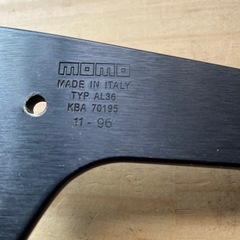 momo
MADE IN ITALY
TYP AL36
KBA 70195
11-96